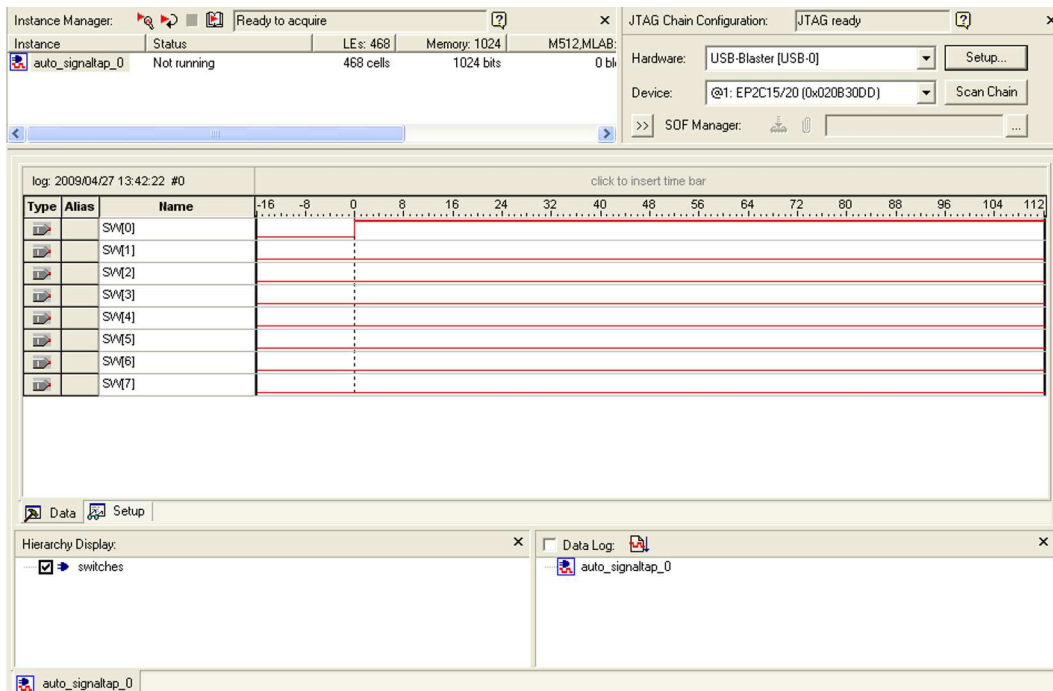 Instance Manager: Ready to acquire
Instance Status LEs: 468 Memory: 1024 M512,MLAB:
auto_signaltap_0 Not running 468 cells 1024 bits 0 bl
JTAG Chain Configuration: JTAG ready
Hardware: USB-Blaster [USB-0] Setup...
Device: @1: EP2C15/20 (0x020B30DD) Scan Chain
>> SOF Manager: ...
log: 2009/04/27 13:42:22 #0 click to insert time bar
Type Alias Name -16 -8 0 8 16 24 32 40 48 56 64 72 80 88 96 104 112
SW[0]
SW[1]
SW[2]
SW[3]
SW[4]
SW[5]
SW[6]
SW[7]
Data Setup
Hierarchy Display:
switches
Data Log:
auto_signaltap_0
auto_signaltap_0